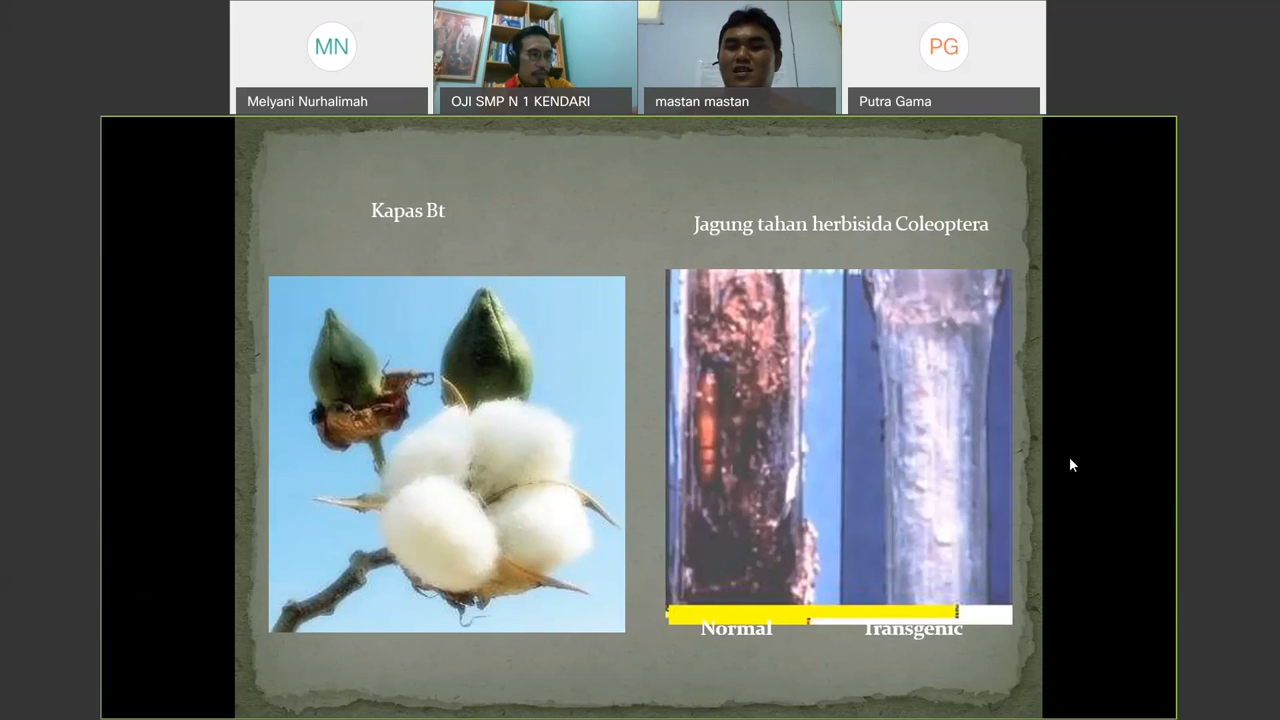 MN
PG
Melyani Nurhalimah
OJI SMP N 1 KENDARI
mastan mastan
Putra Gama
Kapas Bt
Jagung tahan herbisida Coleoptera
Normal
Transgenic